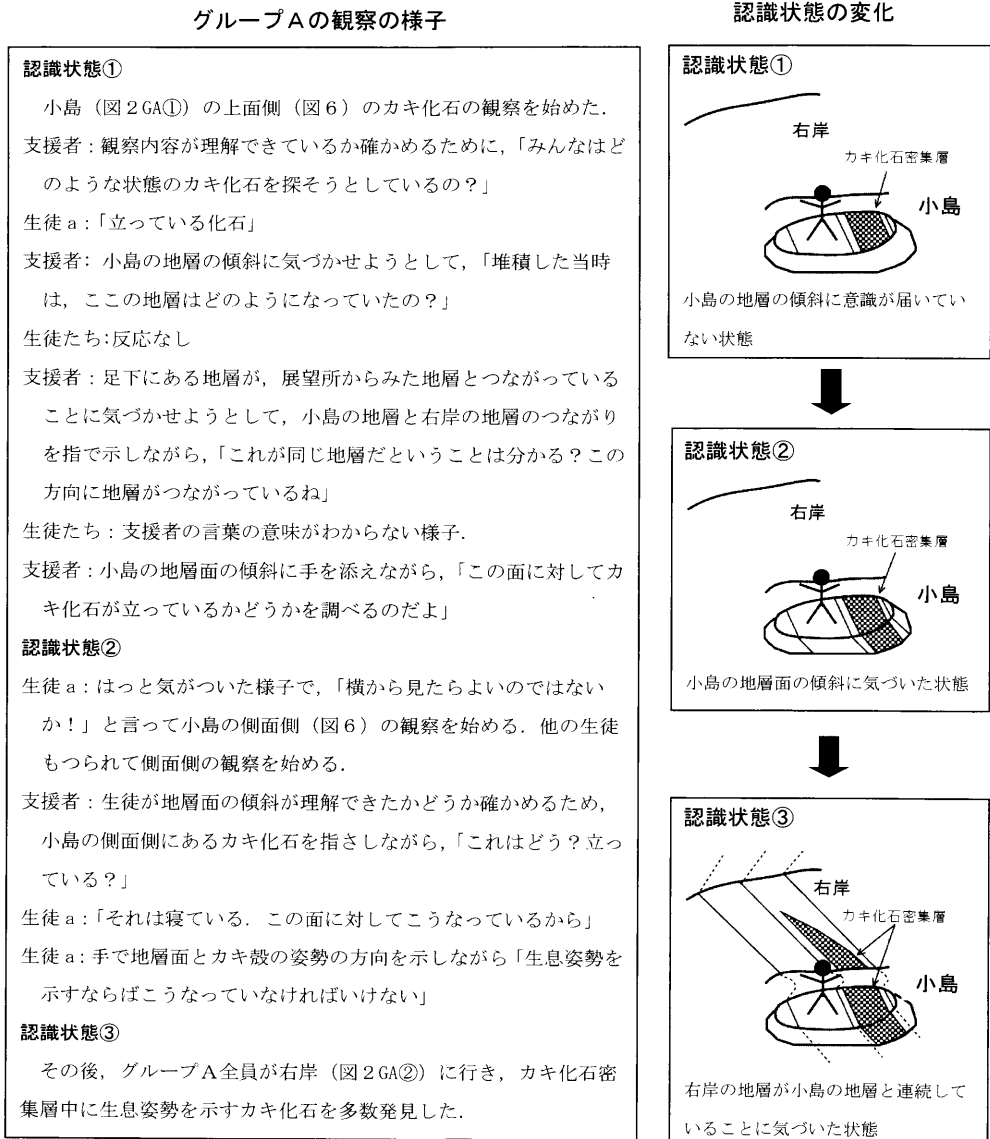 グループAの観察の様子
認識状態①
小島（図2GA①）の上面側（図6）のカキ化石の観察を始めた．
支援者：観察内容が理解できているか確かめるために，「みんなはど
のような状態のカキ化石を探そうとしているの？」
生徒a：「立っている化石」
支援者：小島の地層の傾斜に気づかせようとして，「堆積した当時
は，ここの地層はどのようになっていたの？」
生徒たち：反応なし
支援者：足下にある地層が，展望所からみた地層とつながっている
ことに気づかせようとして，小島の地層と右岸の地層のつながり
を指で示しながら，「これが同じ地層だということは分かる？この
方向に地層がつながっているね」
生徒たち：支援者の言葉の意味がわからない様子．
支援者：小島の地層面の傾斜に手を添えながら，「この面に対してカ
キ化石が立っているかどうかを調べるのだよ」
認識状態②
生徒a：はっと気がついた様子で，「横から見たらよいのではない
か！」と言って小島の側面側（図6）の観察を始める．他の生徒
もつられて側面側の観察を始める．
支援者：生徒が地層面の傾斜が理解できたかどうか確かめるため，
小島の側面側にあるカキ化石を指さしながら，「これはどう？立っ
ている？」
生徒a：「それは寝ている．この面に対してこうなっているから」
生徒a：手で地層面とカキ殻の姿勢の方向を示しながら「生息姿勢を
示すならばこうなっていなければいけない」
認識状態③
その後，グループA全員が右岸（図2GA②）に行き，カキ化石密
集層中に生息姿勢を示すカキ化石を多数発見した．
認識状態の変化
認識状態①
右岸
カキ化石密集層
小島
小島の地層の傾斜に意識が届いてい
ない状態
認識状態②
右岸
カキ化石密集層
小島
小島の地層面の傾斜に気づいた状態
認識状態③
右岸
カキ化石密集層
小島
右岸の地層が小島の地層と連続して
いることに気づいた状態